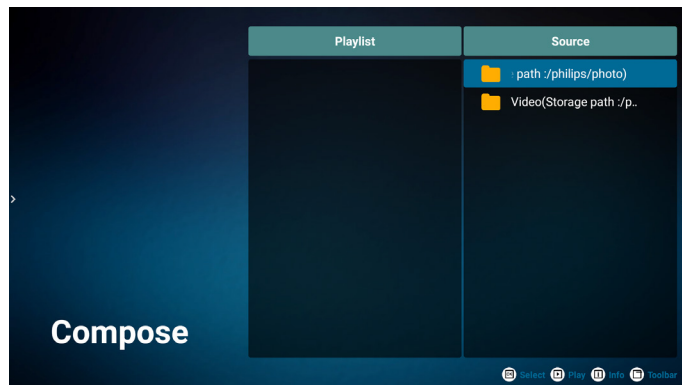 Playlist
Source
path :/philips/photo)
Video(Storage path :/p..
Compose
Select Play Info Toolbar